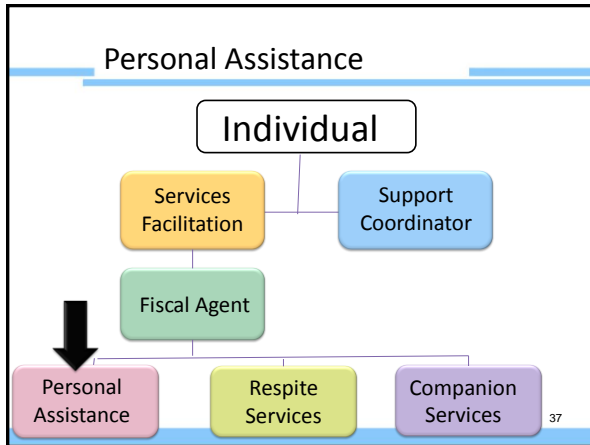 Personal Assistance
Individual
Services
Facilitation
Support
Coordinator
Fiscal Agent
Personal
Assistance
Respite
Services
Companion
Services
37